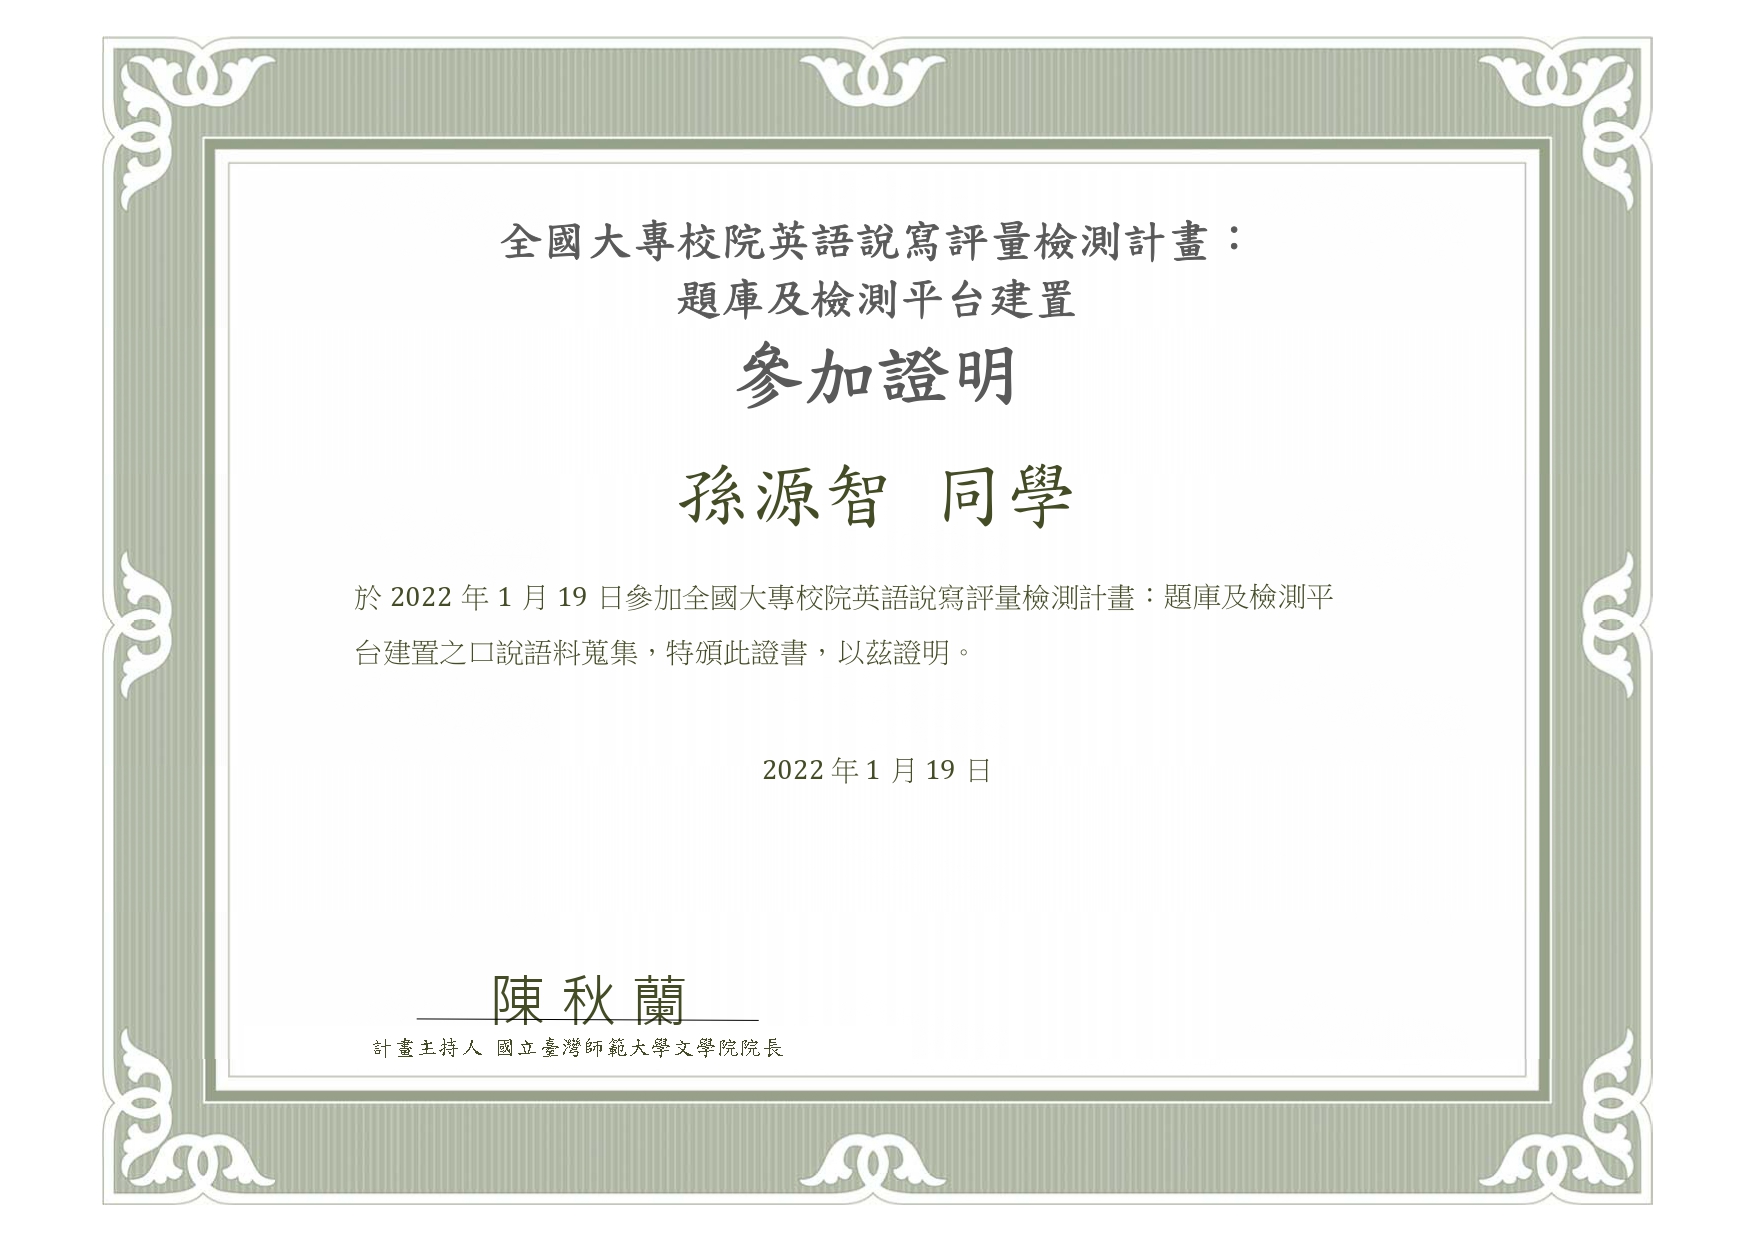 全國大專校院英語說寫評量檢測計畫：
題庫及檢測平台建置
參加證明
孫源智 同學
於 2022 年 1 月 19 日參加全國大專校院英語說寫評量檢測計畫：題庫及檢測平
台建置之口說語料蒐集，特頒此證書，以茲證明。
2022 年 1 月 19 日
陳 秋 蘭
計畫主持人 國立臺灣師範大學文學院院長